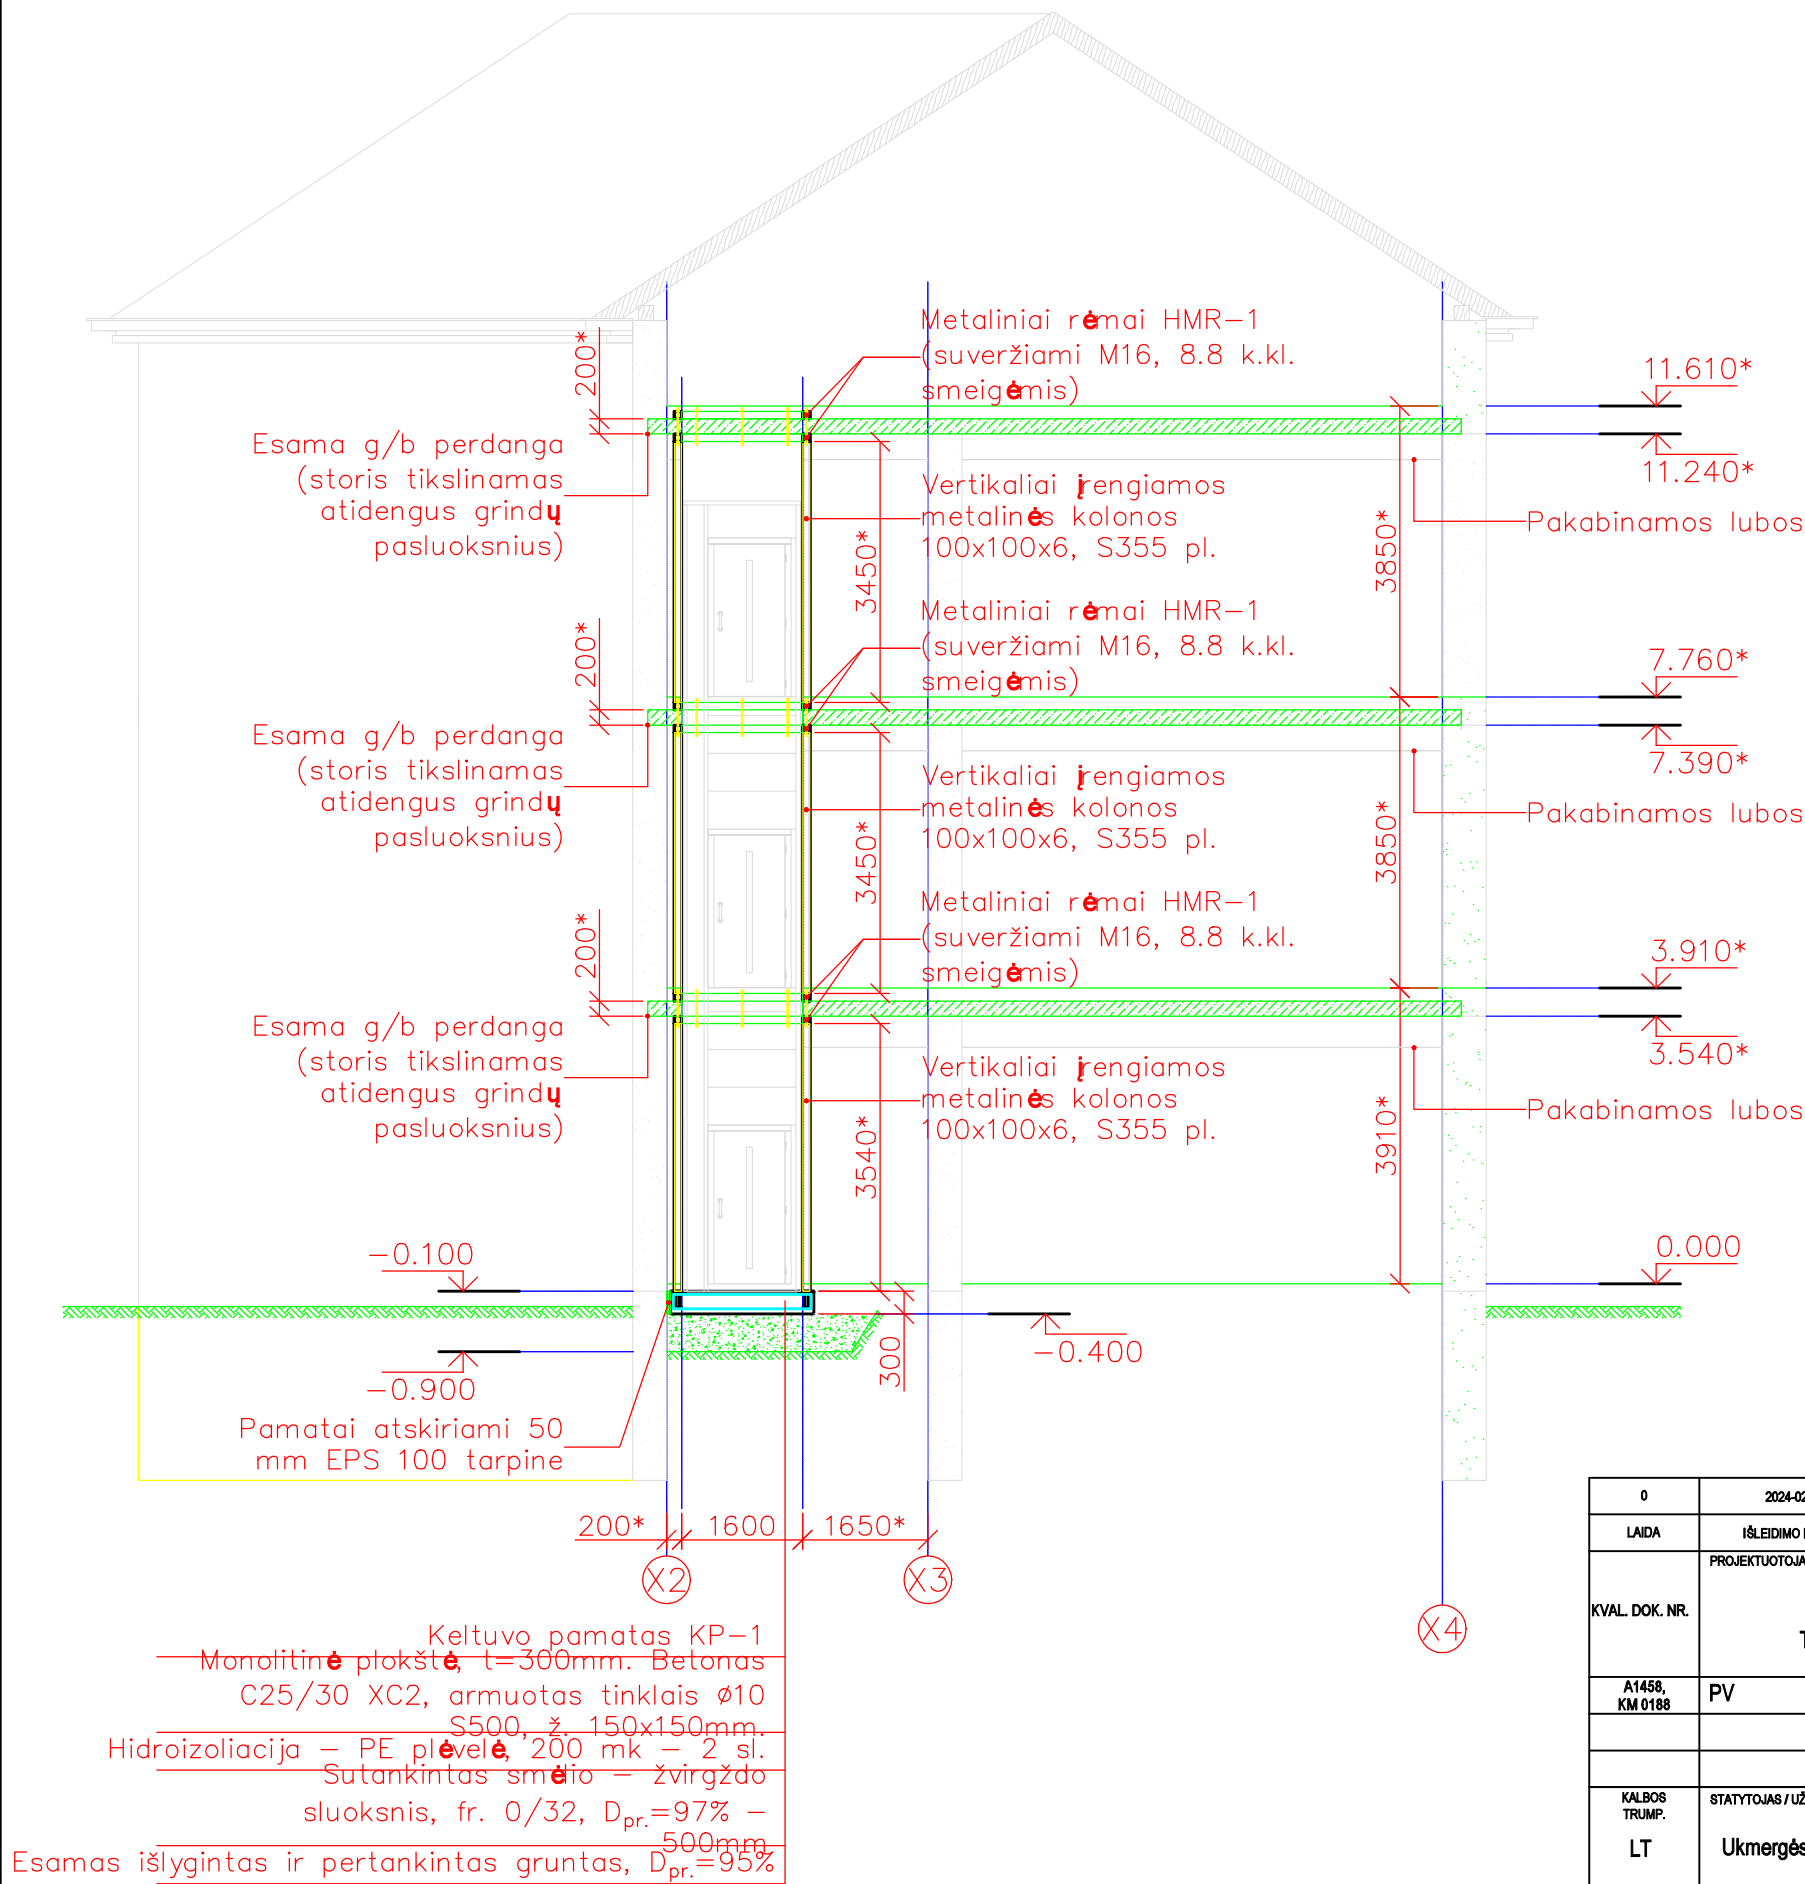 Metaliniai rėmai HMR-1
(suveržiami M16, 8.8 k.kl.
smeigėmis)
200*
11.610*
11.240*
Esama g/b perdanga
(storis tikslinamas
atidengus grindų
pasluoksnius)
Vertikaliai įrengiamos
metalinės kolonos
100x100x6, S355 pl.
3450*
3850*
Pakabinamos lubos
Metaliniai rėmai HMR-1
(suveržiami M16, 8.8 k.kl.
smeigėmis)
200*
7.760*
7.390*
Esama g/b perdanga
(storis tikslinamas
atidengus grindų
pasluoksnius)
Vertikaliai įrengiamos
metalinės kolonos
100x100x6, S355 pl.
3450*
3850*
Pakabinamos lubos
Metaliniai rėmai HMR-1
(suveržiami M16, 8.8 k.kl.
smeigėmis)
200*
3.910*
3.540*
Esama g/b perdanga
(storis tikslinamas
atidengus grindų
pasluoksnius)
Vertikaliai įrengiamos
metalinės kolonos
100x100x6, S355 pl.
3540*
3910*
Pakabinamos lubos
-0.100
0.000
-0.900
300
-0.400
Pamatai atskiriami 50
mm EPS 100 tarpine
200*
1600
1650*
X2
X3
X4
Keltuvo pamatas KP-1
Monolitinė plokštė, t=300mm. Betonas
C25/30 XC2, armuotas tinklais ø10
S500, ž. 150x150mm.
Hidroizoliacija - PE plėvelė, 200 mk - 2 sl.
Sutankintas smėlio - žvirgždo
sluoksnis, fr. 0/32, Dpr.=97% -
500mm
Esamas išlygintas ir pertankintas gruntas, Dpr.=95%
0
2024-02
LAIDA
IŠLEIDIMO
PROJEKTUOTOJA
KVAL. DOK. NR.
A1458,
KM 0188
PV
KALBOS
TRUMP.
LT
STATYTOJAS / UŽ
Ukmergės